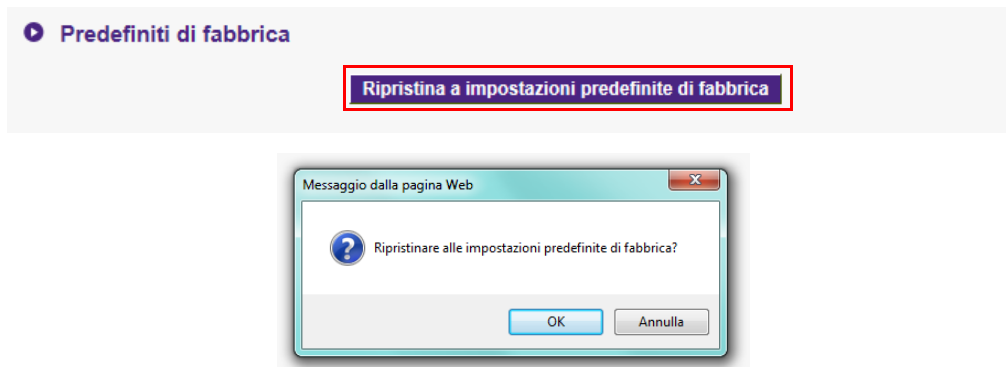 Predefiniti di fabbrica
Ripristina a impostazioni predefinite di fabbrica
Messaggio dalla pagina Web
Ripristinare alle impostazioni predefinite di fabbrica?
OK
Annulla